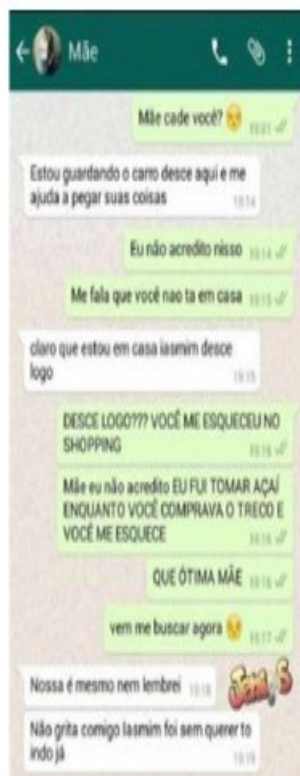 Mãe
Mãe cade você?
Estou guardando o carro desce aqui e me
ajuda a pegar suas coisas
19:14
Eu não acredito nisso 19:14
Me fala que você nao ta em casa 19:15
claro que estou em casa iasmim desce
logo
19:15
DESCE LOGO??? VOCÊ ME ESQUECEU NO
SHOPPING
19:16
Mãe eu não acredito EU FUI TOMAR AÇAÍ
ENQUANTO VOCÊ COMPRAVA O TRECO E
VOCÊ ME ESQUECE
19:16
QUE ÓTIMA MÃE 19:16
vem me buscar agora 19:17
Nossa é mesmo nem lembrei 19:18
Não grita comigo Iasmim foi sem querer to
indo já
19:19